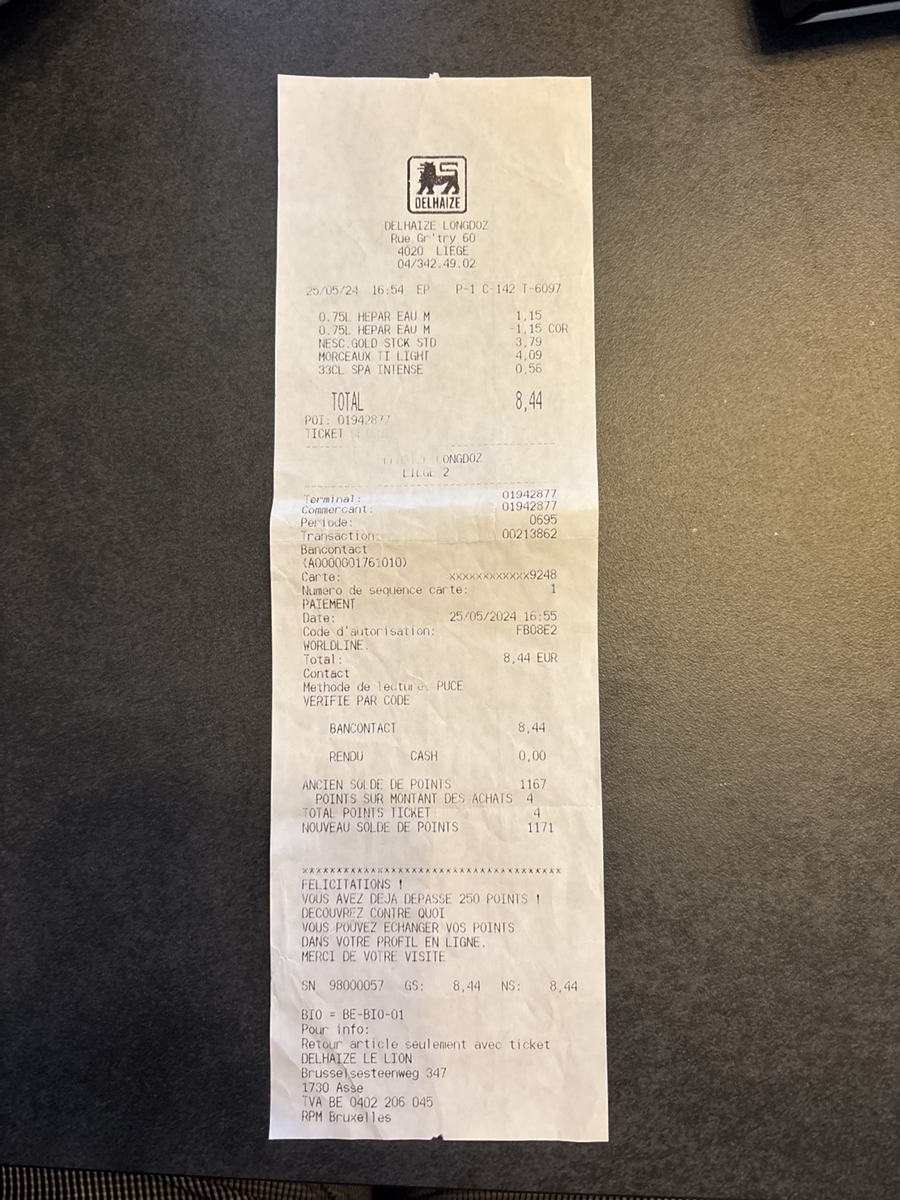 DELHAIZE
DELHAIZE LONGDOZ
Rue Gr'try 60
4020 LIEGE
04/342.49.02
25/05/24 16:54 EP P-1 C-142 T-6097
0.75L HEPAR EAU M 1,15
0.75L HEPAR EAU M -1,15 COR
NESC.GOLD STCK STD 3,79
MORCEAUX TI LIGHT 4,09
33CL SPA INTENSE 0,56
TOTAL 8,44
POI: 01942877
TICKET
LONGDOZ
LIEGE 2
Terminal: 01942877
Commercant: 01942877
Periode: 0695
Transaction: 00213862
Bancontact
(A0000001761010)
Carte: xxxxxxxxxxxx9248
Numero de sequence carte: 1
PAIEMENT
Date: 25/05/2024 16:55
Code d'autorisation: FB08E2
WORLDLINE.
Total: 8,44 EUR
Contact
Methode de lecture: PUCE
VERIFIE PAR CODE
BANCONTACT 8,44
RENDU CASH 0,00
ANCIEN SOLDE DE POINTS 1167
POINTS SUR MONTANT DES ACHATS 4
TOTAL POINTS TICKET 4
NOUVEAU SOLDE DE POINTS 1171
xxxxxxxxxxxxxxxxxxxxxxxxxxxxxxxxxxxxx
FELICITATIONS !
VOUS AVEZ DEJA DEPASSE 250 POINTS !
DECOUVREZ CONTRE QUOI
VOUS POUVEZ ECHANGER VOS POINTS
DANS VOTRE PROFIL EN LIGNE.
MERCI DE VOTRE VISITE
SN 98000057 GS: 8,44 NS: 8,44
BIO = BE-BIO-01
Pour info:
Retour article seulement avec ticket
DELHAIZE LE LION
Brusselsesteenweg 347
1730 Asse
TVA BE 0402 206 045
RPM Bruxelles